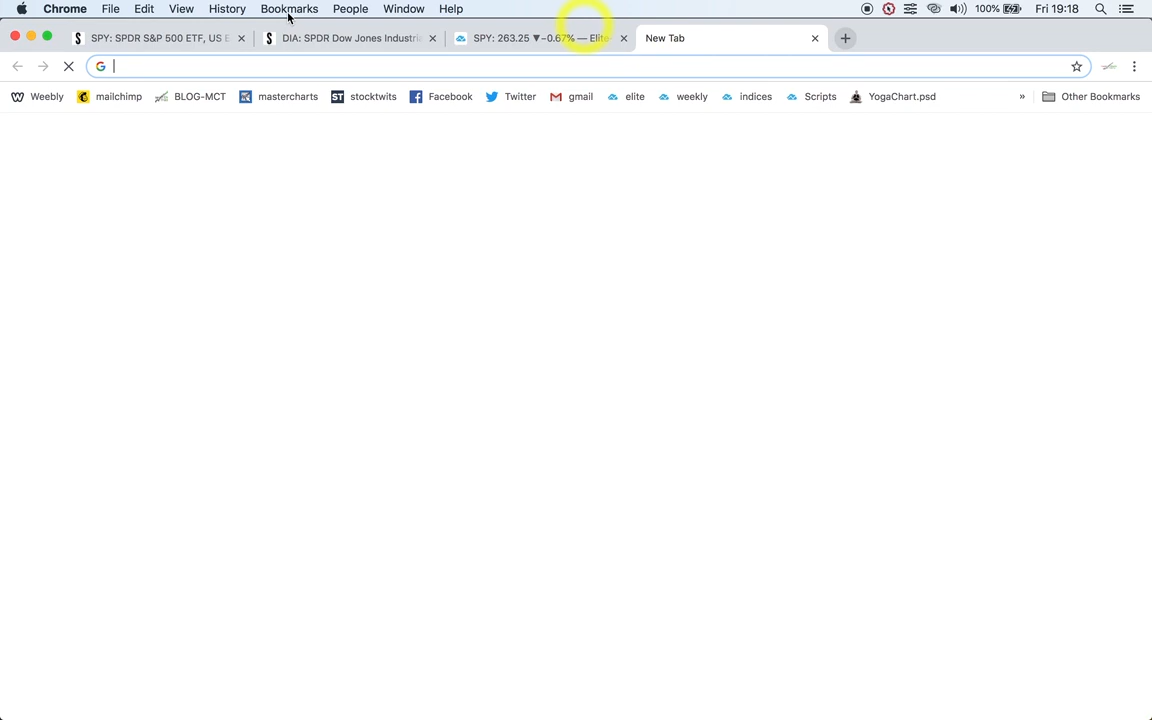 Chrome File Edit View History Bookmarks People Window Help 100% Fri 19:18
SPY: SPDR S&P 500 ETF, US E DIA: SPDR Dow Jones Industri SPY: 263.25 ▼−0.67% — Elite New Tab
Weebly mailchimp BLOG-MCT mastercharts ST stocktwits Facebook Twitter gmail elite weekly indices Scripts YogaChart.psd » Other Bookmarks